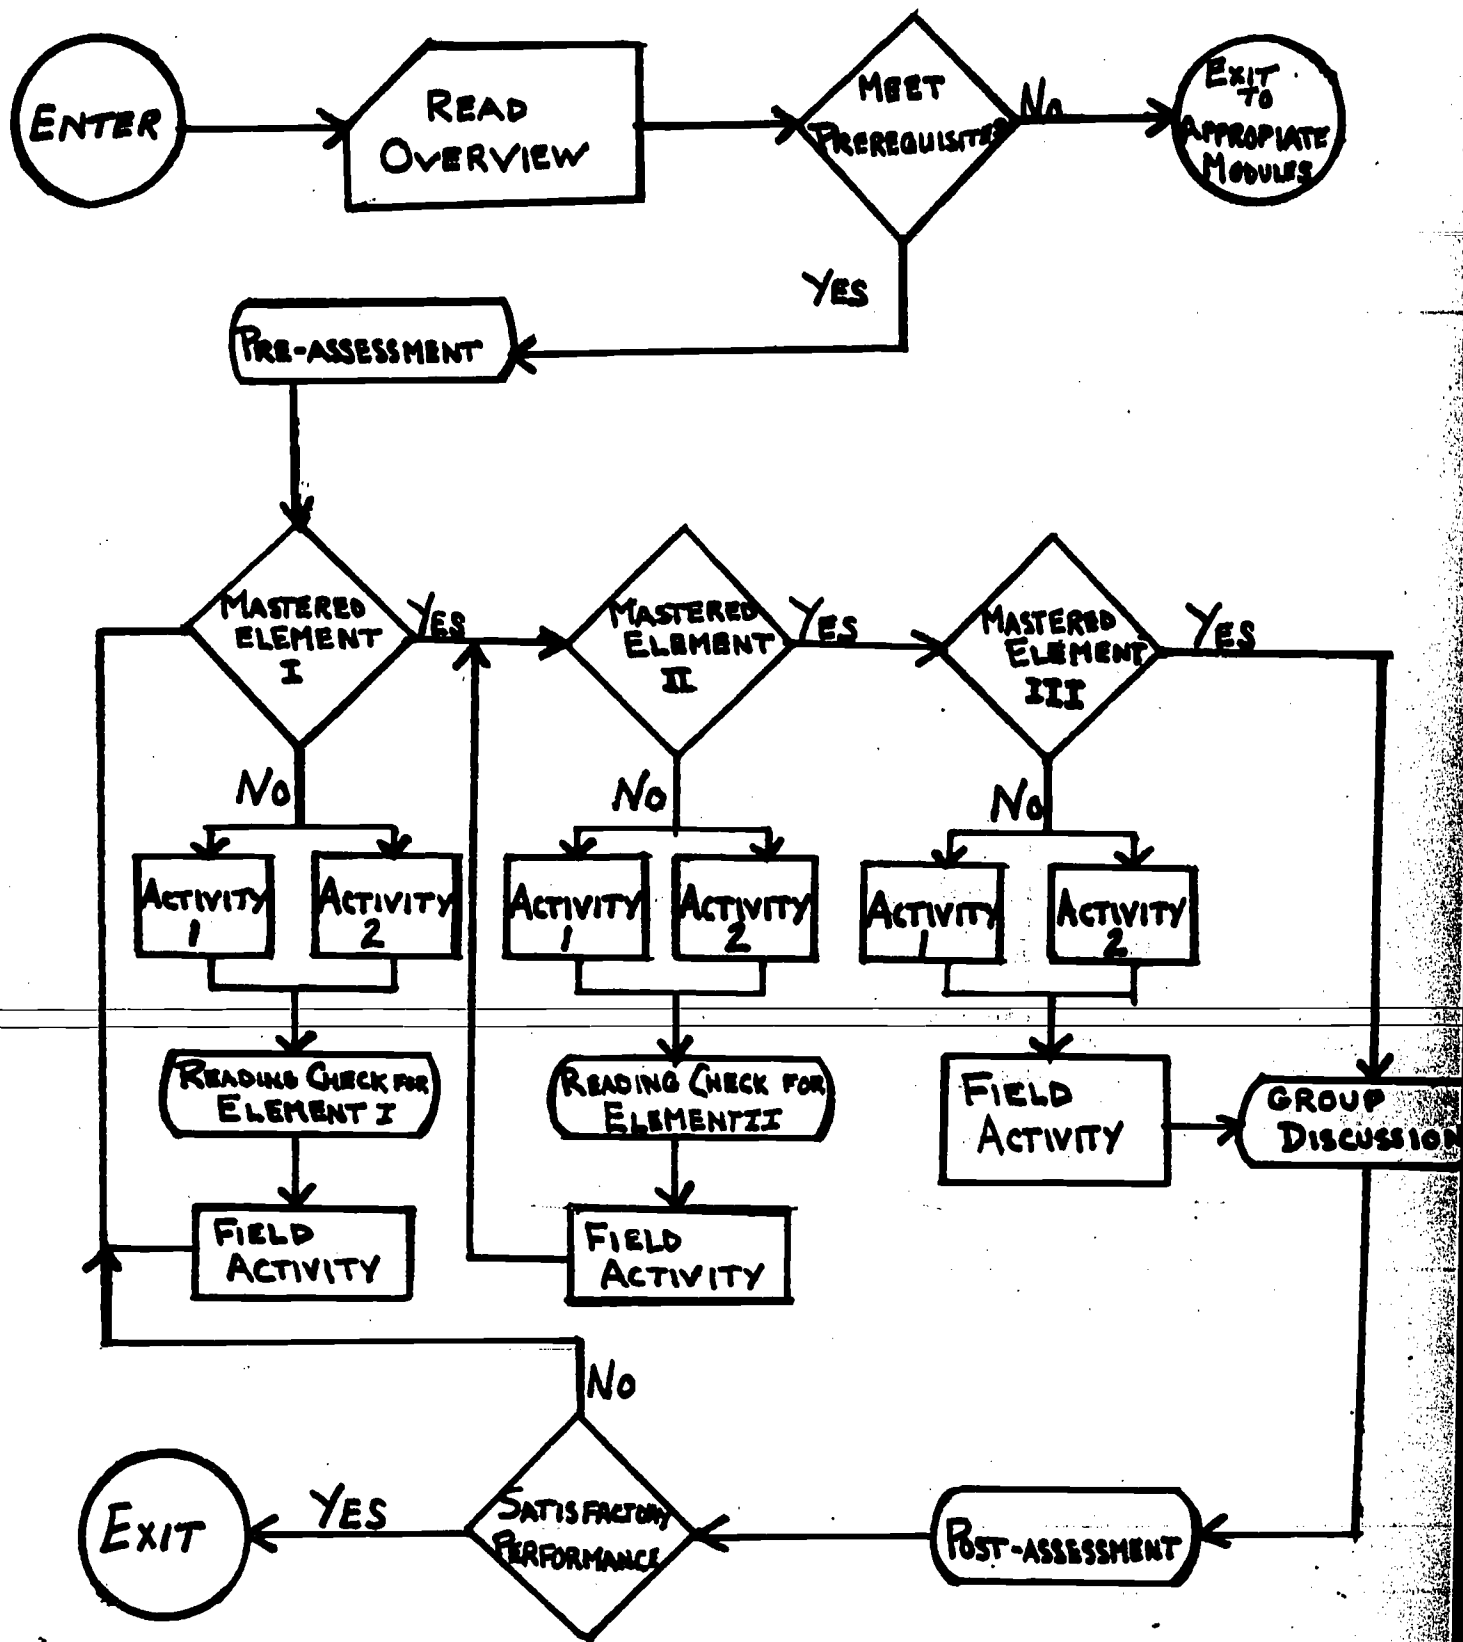 ENTER
READ
OVERVIEW
MEET
PREREQUISITES
No
EXIT
TO
APPROPIATE
MODULES
YES
PRE-ASSESSMENT
MASTERED
ELEMENT
I
YES
MASTERED
ELEMENT
II
YES
MASTERED
ELEMENT
III
YES
No
No
No
ACTIVITY
1
ACTIVITY
2
ACTIVITY
1
ACTIVITY
2
ACTIVITY
1
ACTIVITY
2
READING CHECK FOR
ELEMENT I
READING CHECK FOR
ELEMENT II
FIELD
ACTIVITY
GROUP
DISCUSSION
FIELD
ACTIVITY
FIELD
ACTIVITY
No
EXIT
YES
SATISFACTORY
PERFORMANCE
POST-ASSESSMENT